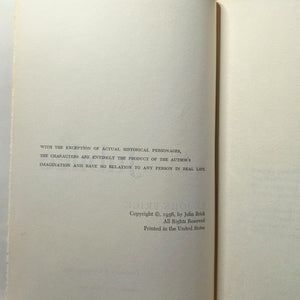 WITH THE EXCEPTION OF ACTUAL HISTORICAL PERSONAGES,
THE CHARACTERS ARE ENTIRELY THE PRODUCT OF THE AUTHOR'S
IMAGINATION AND HAVE NO RELATION TO ANY PERSON IN REAL LIFE.
Copyright ©, 1956, by John Brick
All Rights Reserved
Printed in the United States